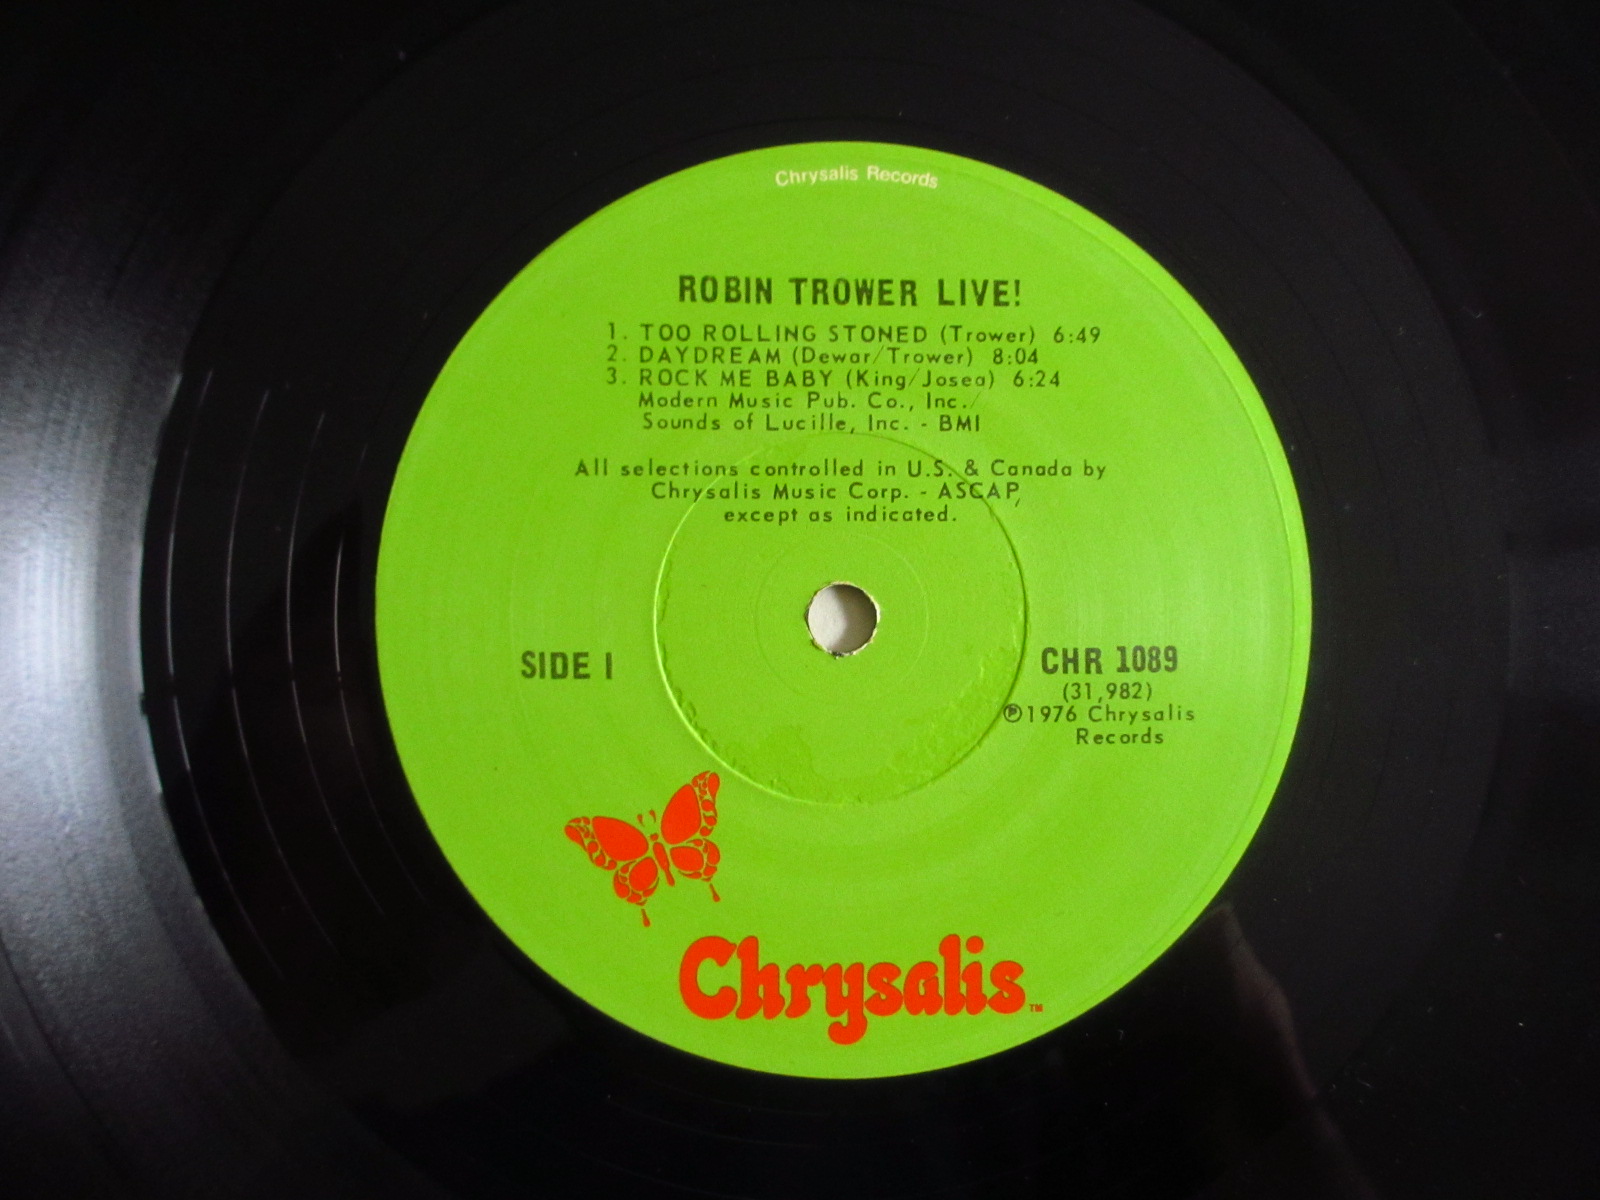 Chrysalis Records
ROBIN TROWER LIVE!
1. TOO ROLLING STONED (Trower) 6:49
2. DAYDREAM (Dewar/Trower) 8:04
3. ROCK ME BABY (King/Josea) 6:24
Modern Music Pub. Co., Inc./
Sounds of Lucille, Inc. - BMI
All selections controlled in U.S. & Canada by
Chrysalis Music Corp. - ASCAP,
except as indicated.
SIDE 1
CHR 1089
(31,982)
℗1976 Chrysalis
Records
Chrysalis™